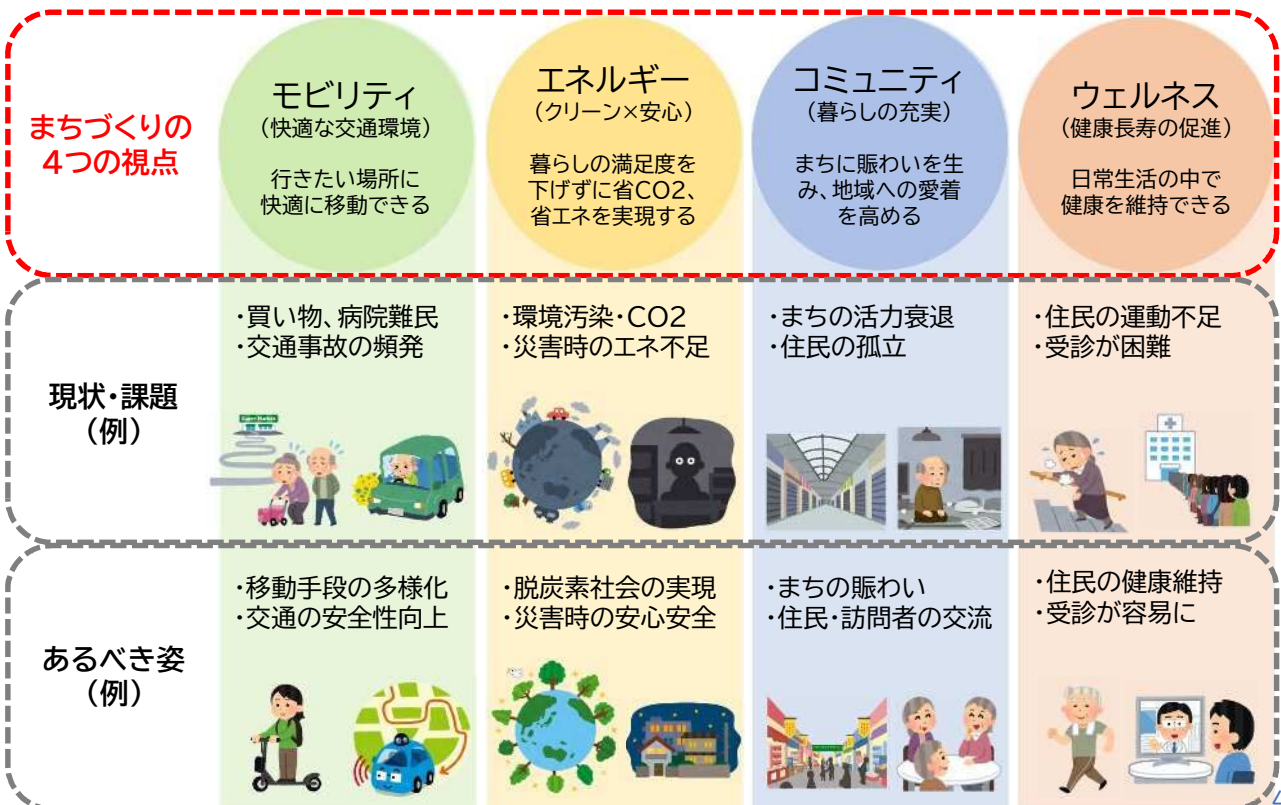 まちづくりの
4つの視点
モビリティ
(快適な交通環境)
行きたい場所に
快適に移動できる
エネルギー
(クリーン×安心)
暮らしの満足度を
下げずに省CO2、
省エネを実現する
コミュニティ
(暮らしの充実)
まちに賑わいを生
み、地域への愛着
を高める
ウェルネス
(健康長寿の促進)
日常生活の中で
健康を維持できる
現状・課題
(例)
・買い物、病院難民
・交通事故の頻発
・環境汚染・CO2
・災害時のエネ不足
・まちの活力衰退
・住民の孤立
・住民の運動不足
・受診が困難
あるべき姿
(例)
・移動手段の多様化
・交通の安全性向上
・脱炭素社会の実現
・災害時の安心安全
・まちの賑わい
・住民・訪問者の交流
・住民の健康維持
・受診が容易に